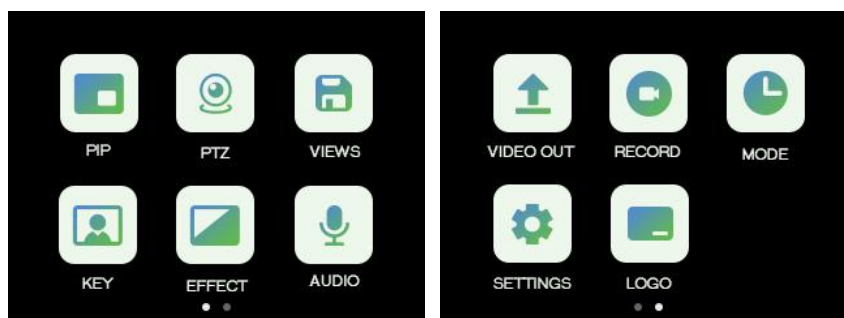 PIP
PTZ
VIEWS
KEY
EFFECT
AUDIO
VIDEO OUT
RECORD
MODE
SETTINGS
LOGO